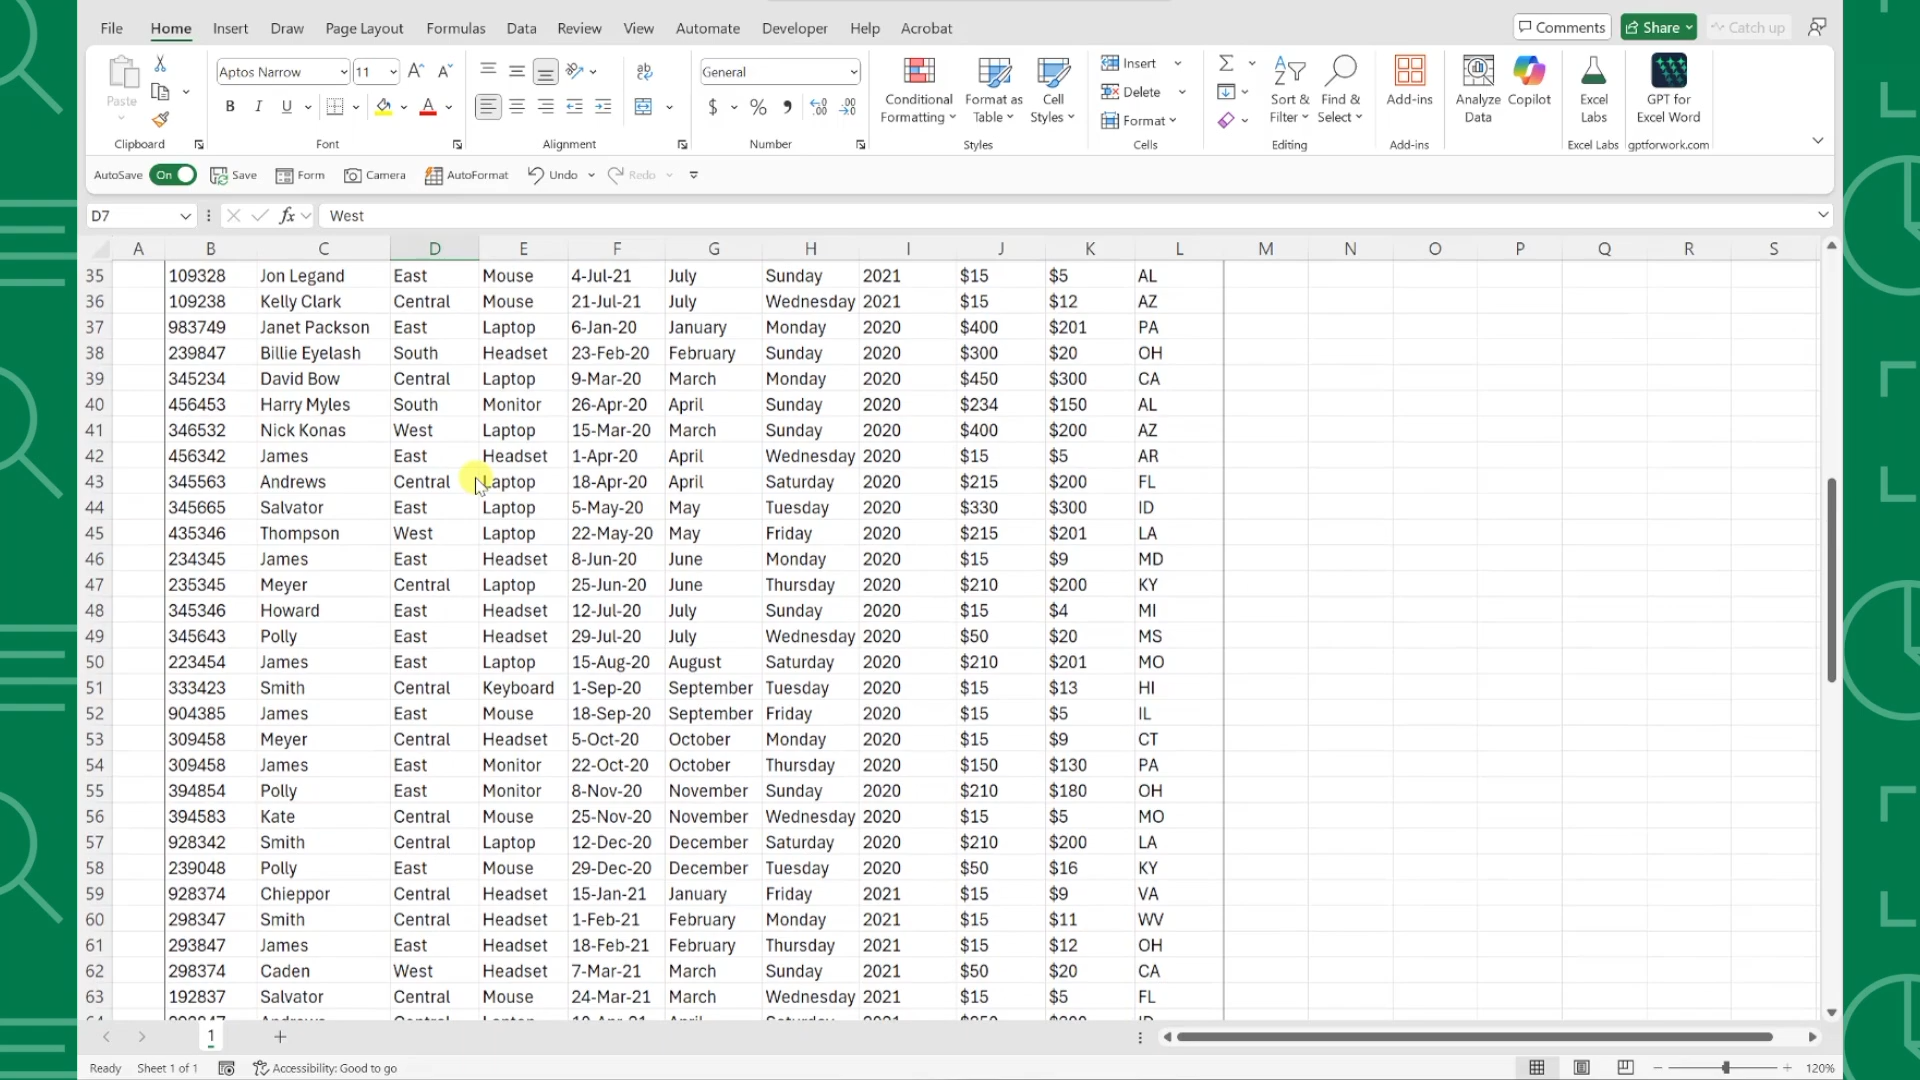 File Home Insert Draw Page Layout Formulas Data Review View Automate Developer Help Acrobat Comments Share Catch up
Aptos Narrow 11 General Insert
Paste Delete
B I U $ % Format
Conditional Formatting Format as Table Cell Styles Sort & Filter Find & Select Add-ins Analyze Data Copilot Excel Labs GPT for Excel Word
Clipboard Font Alignment Number Styles Cells Editing Add-ins Excel Labs gptforwork.com
AutoSave On Save Form Camera AutoFormat Undo Redo
D7 fx West
A B C D E F G H I J K L M N O P Q R S
35 109328 Jon Legand East Mouse 4-Jul-21 July Sunday 2021 $15 $5 AL
36 109238 Kelly Clark Central Mouse 21-Jul-21 July Wednesday 2021 $15 $12 AZ
37 983749 Janet Packson East Laptop 6-Jan-20 January Monday 2020 $400 $201 PA
38 239847 Billie Eyelash South Headset 23-Feb-20 February Sunday 2020 $300 $20 OH
39 345234 David Bow Central Laptop 9-Mar-20 March Monday 2020 $450 $300 CA
40 456453 Harry Myles South Monitor 26-Apr-20 April Sunday 2020 $234 $150 AL
41 346532 Nick Konas West Laptop 15-Mar-20 March Sunday 2020 $400 $200 AZ
42 456342 James East Headset 1-Apr-20 April Wednesday 2020 $15 $5 AR
43 345563 Andrews Central Laptop 18-Apr-20 April Saturday 2020 $215 $200 FL
44 345665 Salvator East Laptop 5-May-20 May Tuesday 2020 $330 $300 ID
45 435346 Thompson West Laptop 22-May-20 May Friday 2020 $215 $201 LA
46 234345 James East Headset 8-Jun-20 June Monday 2020 $15 $9 MD
47 235345 Meyer Central Laptop 25-Jun-20 June Thursday 2020 $210 $200 KY
48 345346 Howard East Headset 12-Jul-20 July Sunday 2020 $15 $4 MI
49 345643 Polly East Headset 29-Jul-20 July Wednesday 2020 $50 $20 MS
50 223454 James East Laptop 15-Aug-20 August Saturday 2020 $210 $201 MO
51 333423 Smith Central Keyboard 1-Sep-20 September Tuesday 2020 $15 $13 HI
52 904385 James East Mouse 18-Sep-20 September Friday 2020 $15 $5 IL
53 309458 Meyer Central Headset 5-Oct-20 October Monday 2020 $15 $9 CT
54 309458 James East Monitor 22-Oct-20 October Thursday 2020 $150 $130 PA
55 394854 Polly East Monitor 8-Nov-20 November Sunday 2020 $210 $180 OH
56 394583 Kate Central Mouse 25-Nov-20 November Wednesday 2020 $15 $5 MO
57 928342 Smith Central Laptop 12-Dec-20 December Saturday 2020 $210 $200 LA
58 239048 Polly East Mouse 29-Dec-20 December Tuesday 2020 $50 $16 KY
59 928374 Chieppor Central Headset 15-Jan-21 January Friday 2021 $15 $9 VA
60 298347 Smith Central Headset 1-Feb-21 February Monday 2021 $15 $11 WV
61 293847 James East Headset 18-Feb-21 February Thursday 2021 $15 $12 OH
62 298374 Caden West Headset 7-Mar-21 March Sunday 2021 $50 $20 CA
63 192837 Salvator Central Mouse 24-Mar-21 March Wednesday 2021 $15 $5 FL
1
Ready Sheet 1 of 1 Accessibility: Good to go 120%